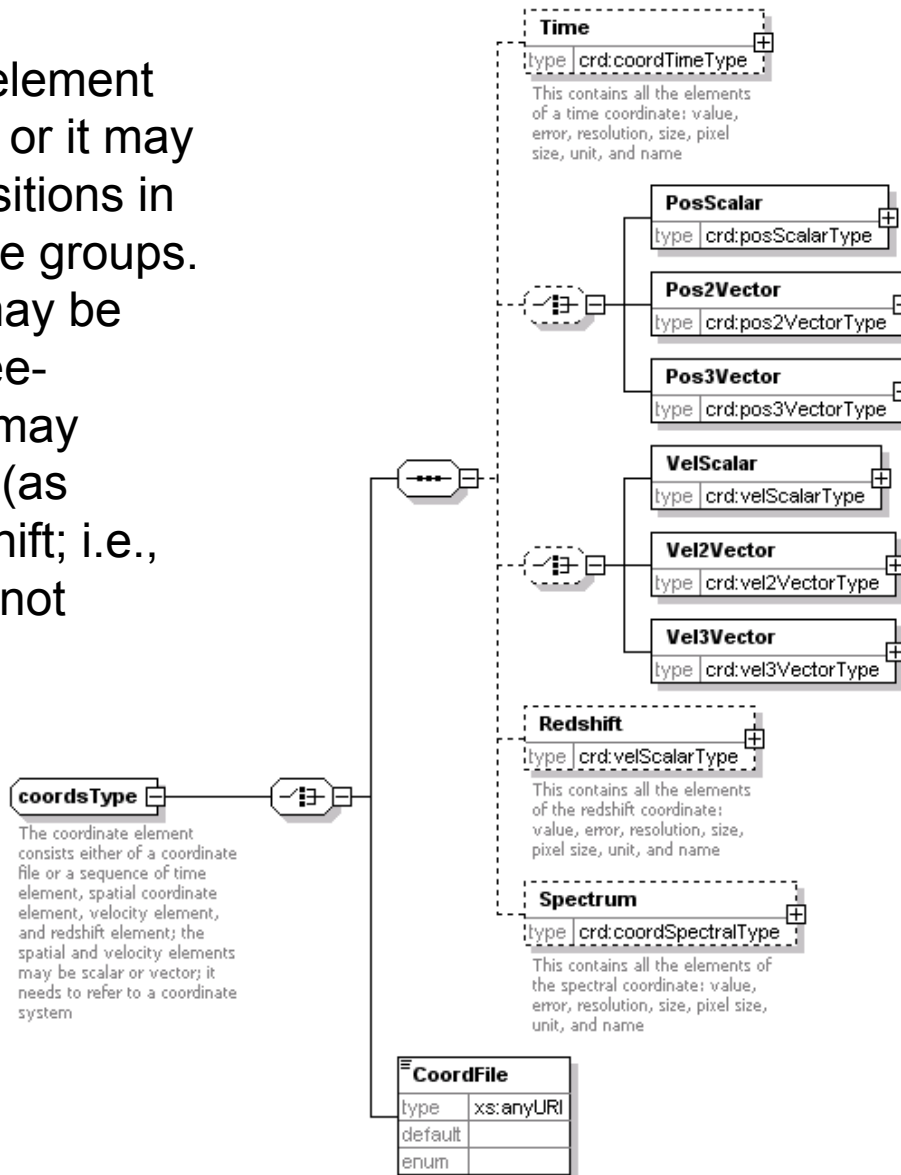 element
or it may
sitions in
e groups.
nay be
ee-
may
(as
hift; i.e.,
not
Time
type crd:coordTimeType
This contains all the elements
of a time coordinate: value,
error, resolution, size, pixel
size, unit, and name
PosScalar
type crd:posScalarType
Pos2Vector
type crd:pos2VectorType
Pos3Vector
type crd:pos3VectorType
VelScalar
type crd:velScalarType
Vel2Vector
type crd:vel2VectorType
Vel3Vector
type crd:vel3VectorType
Redshift
type crd:velScalarType
This contains all the elements
of the redshift coordinate:
value, error, resolution, size,
pixel size, unit, and name
coordsType
The coordinate element
consists either of a coordinate
file or a sequence of time
element, spatial coordinate
element, velocity element,
and redshift element; the
spatial and velocity elements
may be scalar or vector; it
needs to refer to a coordinate
system
Spectrum
type crd:coordSpectralType
This contains all the elements of
the spectral coordinate: value,
error, resolution, size, pixel size,
unit, and name
CoordFile
type xs:anyURI
default
enum